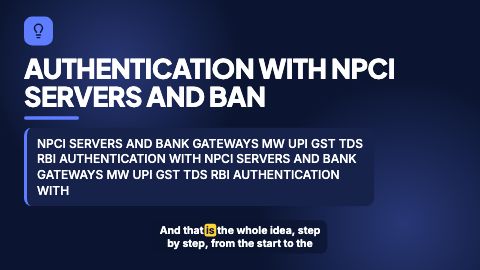 AUTHENTICATION WITH NPCI
SERVERS AND BAN
NPCI SERVERS AND BANK GATEWAYS MW UPI GST TDS
RBI AUTHENTICATION WITH NPCI SERVERS AND BANK
GATEWAYS MW UPI GST TDS RBI AUTHENTICATION
WITH
And that is the whole idea, step
by step, from the start to the